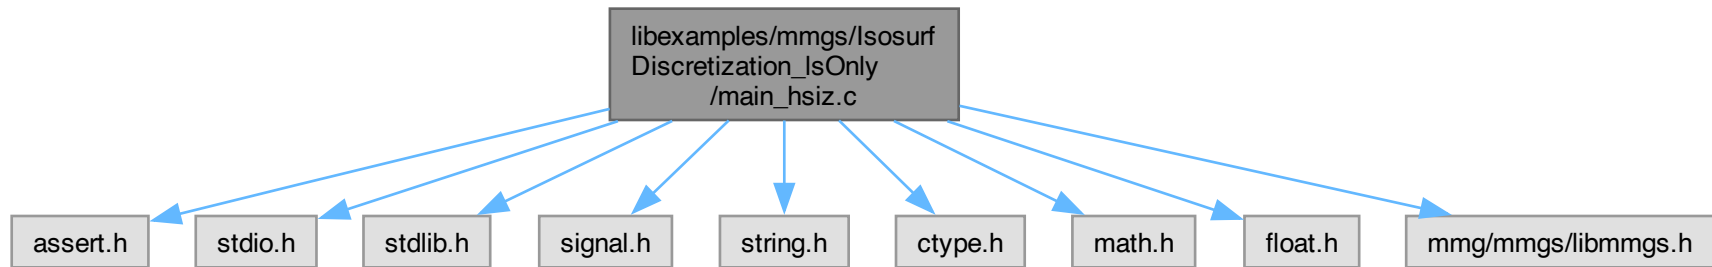 libexamples/mmgs/Isosurf
Discretization_lsOnly
/main_hsiz.c
assert.h
stdio.h
stdlib.h
signal.h
string.h
ctype.h
math.h
float.h
mmg/mmgs/libmmgs.h